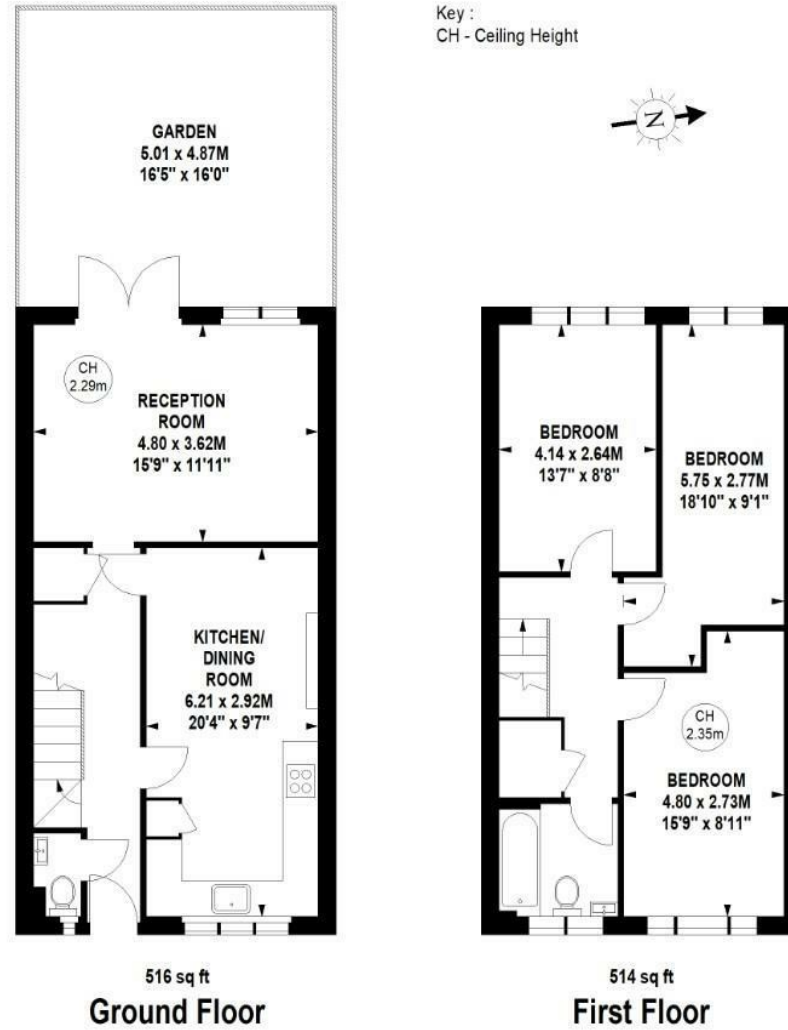 Key :
CH - Ceiling Height
N
GARDEN
5.01 x 4.87M
16'5" x 16'0"
CH
2.29m
RECEPTION
ROOM
4.80 x 3.62M
15'9" x 11'11"
KITCHEN/
DINING
ROOM
6.21 x 2.92M
20'4" x 9'7"
516 sq ft
Ground Floor
BEDROOM
4.14 x 2.64M
13'7" x 8'8"
BEDROOM
5.75 x 2.77M
18'10" x 9'1"
CH
2.35m
BEDROOM
4.80 x 2.73M
15'9" x 8'11"
514 sq ft
First Floor